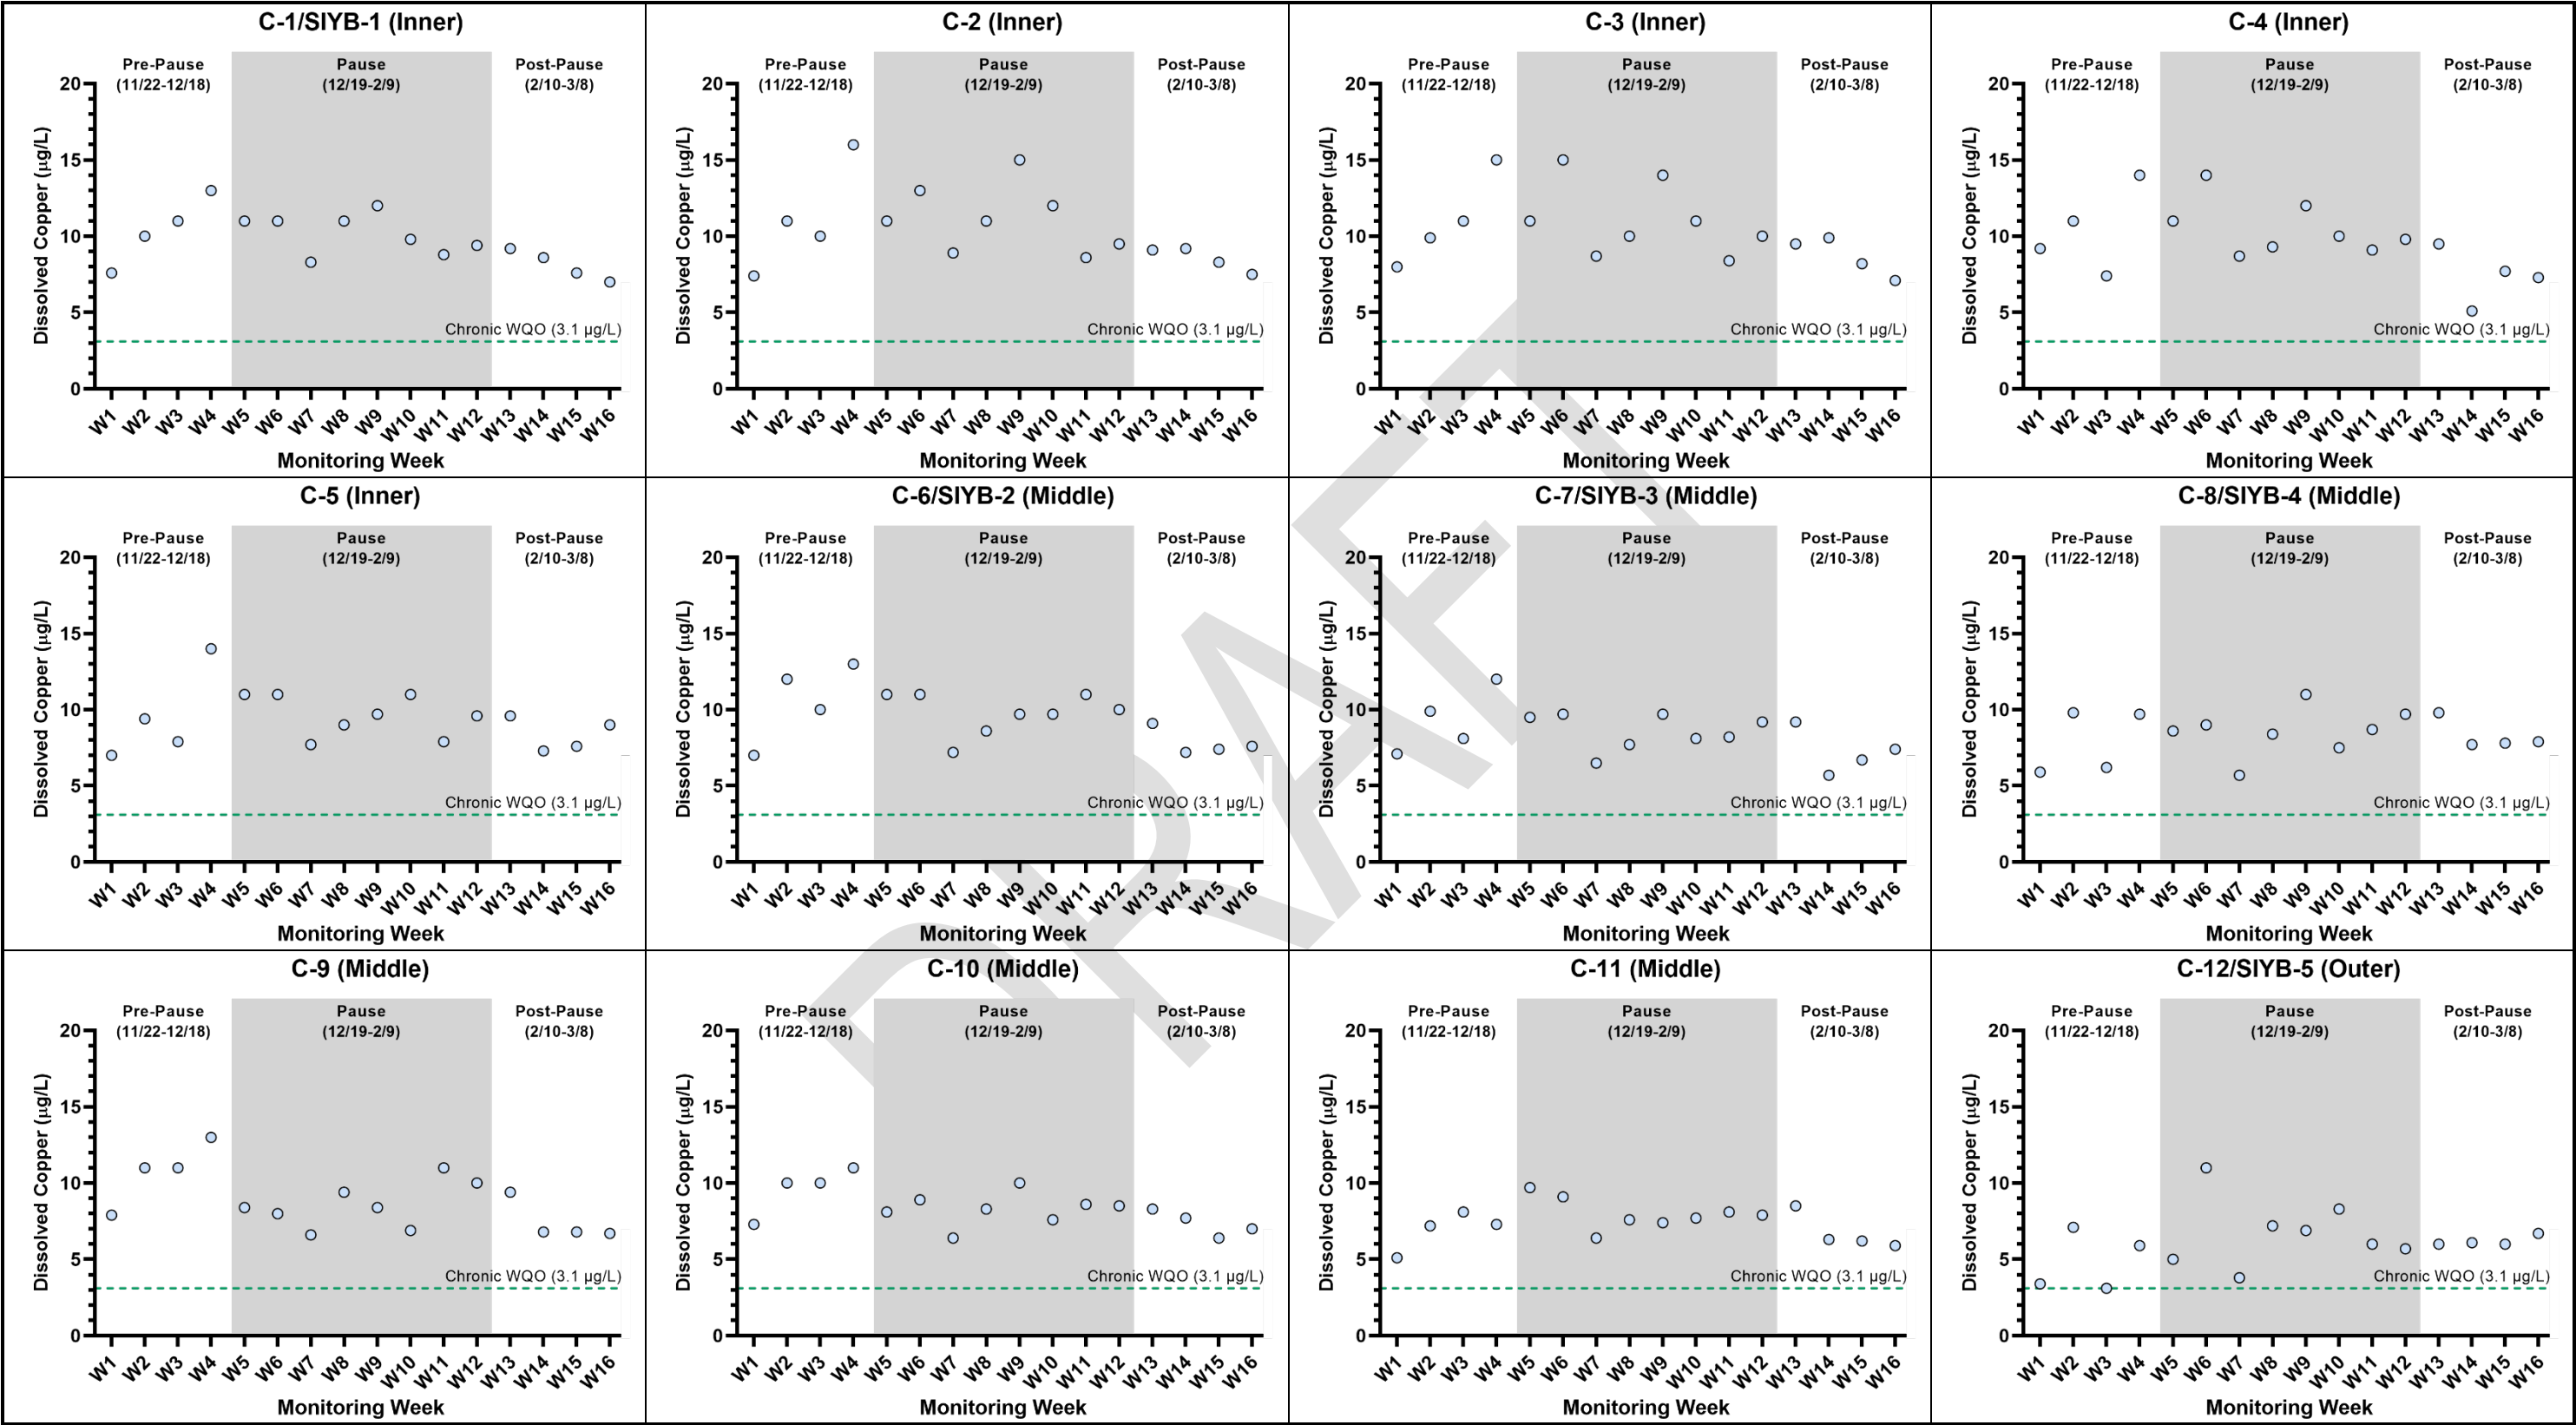 C-1/SIYB-1 (Inner)
Pre-Pause
(11/22-12/18)
Pause
(12/19-2/9)
Post-Pause
(2/10-3/8)
20
15
10
5
0
Dissolved Copper (µg/L)
Chronic WQO (3.1 µg/L)
W1 W2 W3 W4 W5 W6 W7 W8 W9 W10 W11 W12 W13 W14 W15 W16
Monitoring Week
C-2 (Inner)
Pre-Pause
(11/22-12/18)
Pause
(12/19-2/9)
Post-Pause
(2/10-3/8)
20
15
10
5
0
Dissolved Copper (µg/L)
Chronic WQO (3.1 µg/L)
W1 W2 W3 W4 W5 W6 W7 W8 W9 W10 W11 W12 W13 W14 W15 W16
Monitoring Week
C-3 (Inner)
Pre-Pause
(11/22-12/18)
Pause
(12/19-2/9)
Post-Pause
(2/10-3/8)
20
15
10
5
0
Dissolved Copper (µg/L)
Chronic WQO (3.1 µg/L)
W1 W2 W3 W4 W5 W6 W7 W8 W9 W10 W11 W12 W13 W14 W15 W16
Monitoring Week
C-4 (Inner)
Pre-Pause
(11/22-12/18)
Pause
(12/19-2/9)
Post-Pause
(2/10-3/8)
20
15
10
5
0
Dissolved Copper (µg/L)
Chronic WQO (3.1 µg/L)
W1 W2 W3 W4 W5 W6 W7 W8 W9 W10 W11 W12 W13 W14 W15 W16
Monitoring Week
C-5 (Inner)
Pre-Pause
(11/22-12/18)
Pause
(12/19-2/9)
Post-Pause
(2/10-3/8)
20
15
10
5
0
Dissolved Copper (µg/L)
Chronic WQO (3.1 µg/L)
W1 W2 W3 W4 W5 W6 W7 W8 W9 W10 W11 W12 W13 W14 W15 W16
Monitoring Week
C-6/SIYB-2 (Middle)
Pre-Pause
(11/22-12/18)
Pause
(12/19-2/9)
Post-Pause
(2/10-3/8)
20
15
10
5
0
Dissolved Copper (µg/L)
Chronic WQO (3.1 µg/L)
W1 W2 W3 W4 W5 W6 W7 W8 W9 W10 W11 W12 W13 W14 W15 W16
Monitoring Week
C-7/SIYB-3 (Middle)
Pre-Pause
(11/22-12/18)
Pause
(12/19-2/9)
Post-Pause
(2/10-3/8)
20
15
10
5
0
Dissolved Copper (µg/L)
Chronic WQO (3.1 µg/L)
W1 W2 W3 W4 W5 W6 W7 W8 W9 W10 W11 W12 W13 W14 W15 W16
Monitoring Week
C-8/SIYB-4 (Middle)
Pre-Pause
(11/22-12/18)
Pause
(12/19-2/9)
Post-Pause
(2/10-3/8)
20
15
10
5
0
Dissolved Copper (µg/L)
Chronic WQO (3.1 µg/L)
W1 W2 W3 W4 W5 W6 W7 W8 W9 W10 W11 W12 W13 W14 W15 W16
Monitoring Week
C-9 (Middle)
Pre-Pause
(11/22-12/18)
Pause
(12/19-2/9)
Post-Pause
(2/10-3/8)
20
15
10
5
0
Dissolved Copper (µg/L)
Chronic WQO (3.1 µg/L)
W1 W2 W3 W4 W5 W6 W7 W8 W9 W10 W11 W12 W13 W14 W15 W16
Monitoring Week
C-10 (Middle)
Pre-Pause
(11/22-12/18)
Pause
(12/19-2/9)
Post-Pause
(2/10-3/8)
20
15
10
5
0
Dissolved Copper (µg/L)
Chronic WQO (3.1 µg/L)
W1 W2 W3 W4 W5 W6 W7 W8 W9 W10 W11 W12 W13 W14 W15 W16
Monitoring Week
C-11 (Middle)
Pre-Pause
(11/22-12/18)
Pause
(12/19-2/9)
Post-Pause
(2/10-3/8)
20
15
10
5
0
Dissolved Copper (µg/L)
Chronic WQO (3.1 µg/L)
W1 W2 W3 W4 W5 W6 W7 W8 W9 W10 W11 W12 W13 W14 W15 W16
Monitoring Week
C-12/SIYB-5 (Outer)
Pre-Pause
(11/22-12/18)
Pause
(12/19-2/9)
Post-Pause
(2/10-3/8)
20
15
10
5
0
Dissolved Copper (µg/L)
Chronic WQO (3.1 µg/L)
W1 W2 W3 W4 W5 W6 W7 W8 W9 W10 W11 W12 W13 W14 W15 W16
Monitoring Week
DRAFT